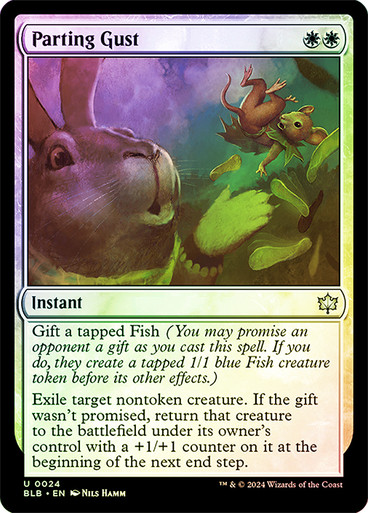 Parting Gust
Instant
Gift a tapped Fish (You may promise an
opponent a gift as you cast this spell. If you
do, they create a tapped 1/1 blue Fish creature
token before its other effects.)
Exile target nontoken creature. If the gift
wasn't promised, return that creature
to the battlefield under its owner's
control with a +1/+1 counter on it at the
beginning of the next end step.
U 0024
BLB • EN Nils Hamm
™ & © 2024 Wizards of the Coast